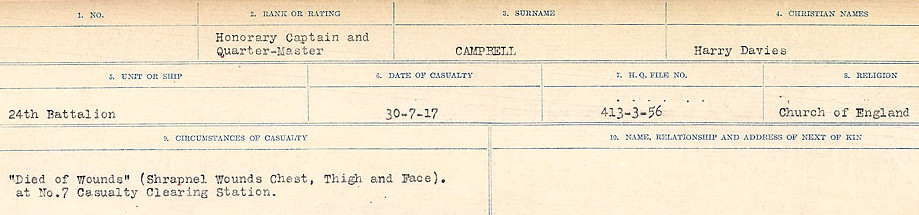 1. NO.
2. RANK OR RATING
3. SURNAME
4. CHRISTIAN NAMES
Honorary Captain and
Quarter-Master
CAMPBELL
Harry Davies
5. UNIT OR SHIP
6. DATE OF CASUALTY
7. H.Q. FILE NO.
8. RELIGION
24th Battalion
30-7-17
413-3-56
Church of England
9. CIRCUMSTANCES OF CASUALTY
10. NAME, RELATIONSHIP AND ADDRESS OF NEXT OF KIN
"Died of Wounds" (Shrapnel Wounds Chest, Thigh and Face).
at No.7 Casualty Clearing Station.